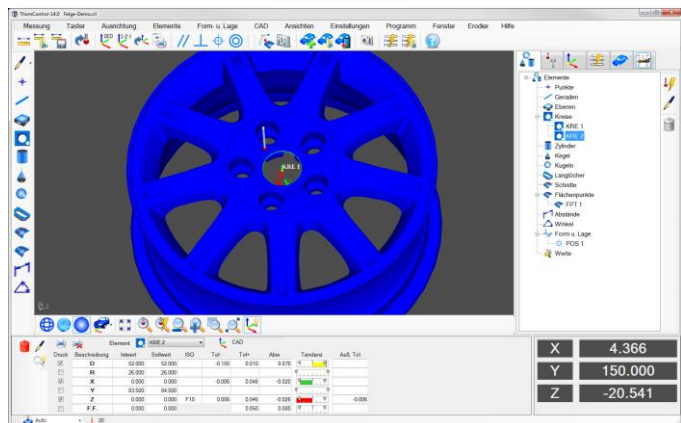 ThomControl-14.0 Felge-Demo.crl
Messung Taster Ausrichtung Elemente Form- u. Lage CAD Ansichten Einstellungen Programm Fenster Eroder Hilfe
KRE 1
Elemente
Punkte
Geraden
Ebenen
Kreise
KRE 1
KRE 2
Zylinder
Kegel
Kugeln
Langlöcher
Schnitte
Flächenpunkte
FPT 1
Abstände
Winkel
Form u. Lage
POS 1
Werte
Element KRE 2 CAD
Druck Beschreibung Istwert Sollwert ISO Tol- Tol+ Abw. Tendenz Auß. Tol
D 52.000 52.000 -0.150 0.010
R 26.000 26.000
X 0.000 0.000 -0.006 0.046 -0.020
Y 83.500 84.500
Z 0.000 0.000 F10 0.006 0.046 -0.026 -0.006
F.F. 0.000 0.000 0.050 0.000
X 4.366
Y 150.000
Z -20.541
Auto 20